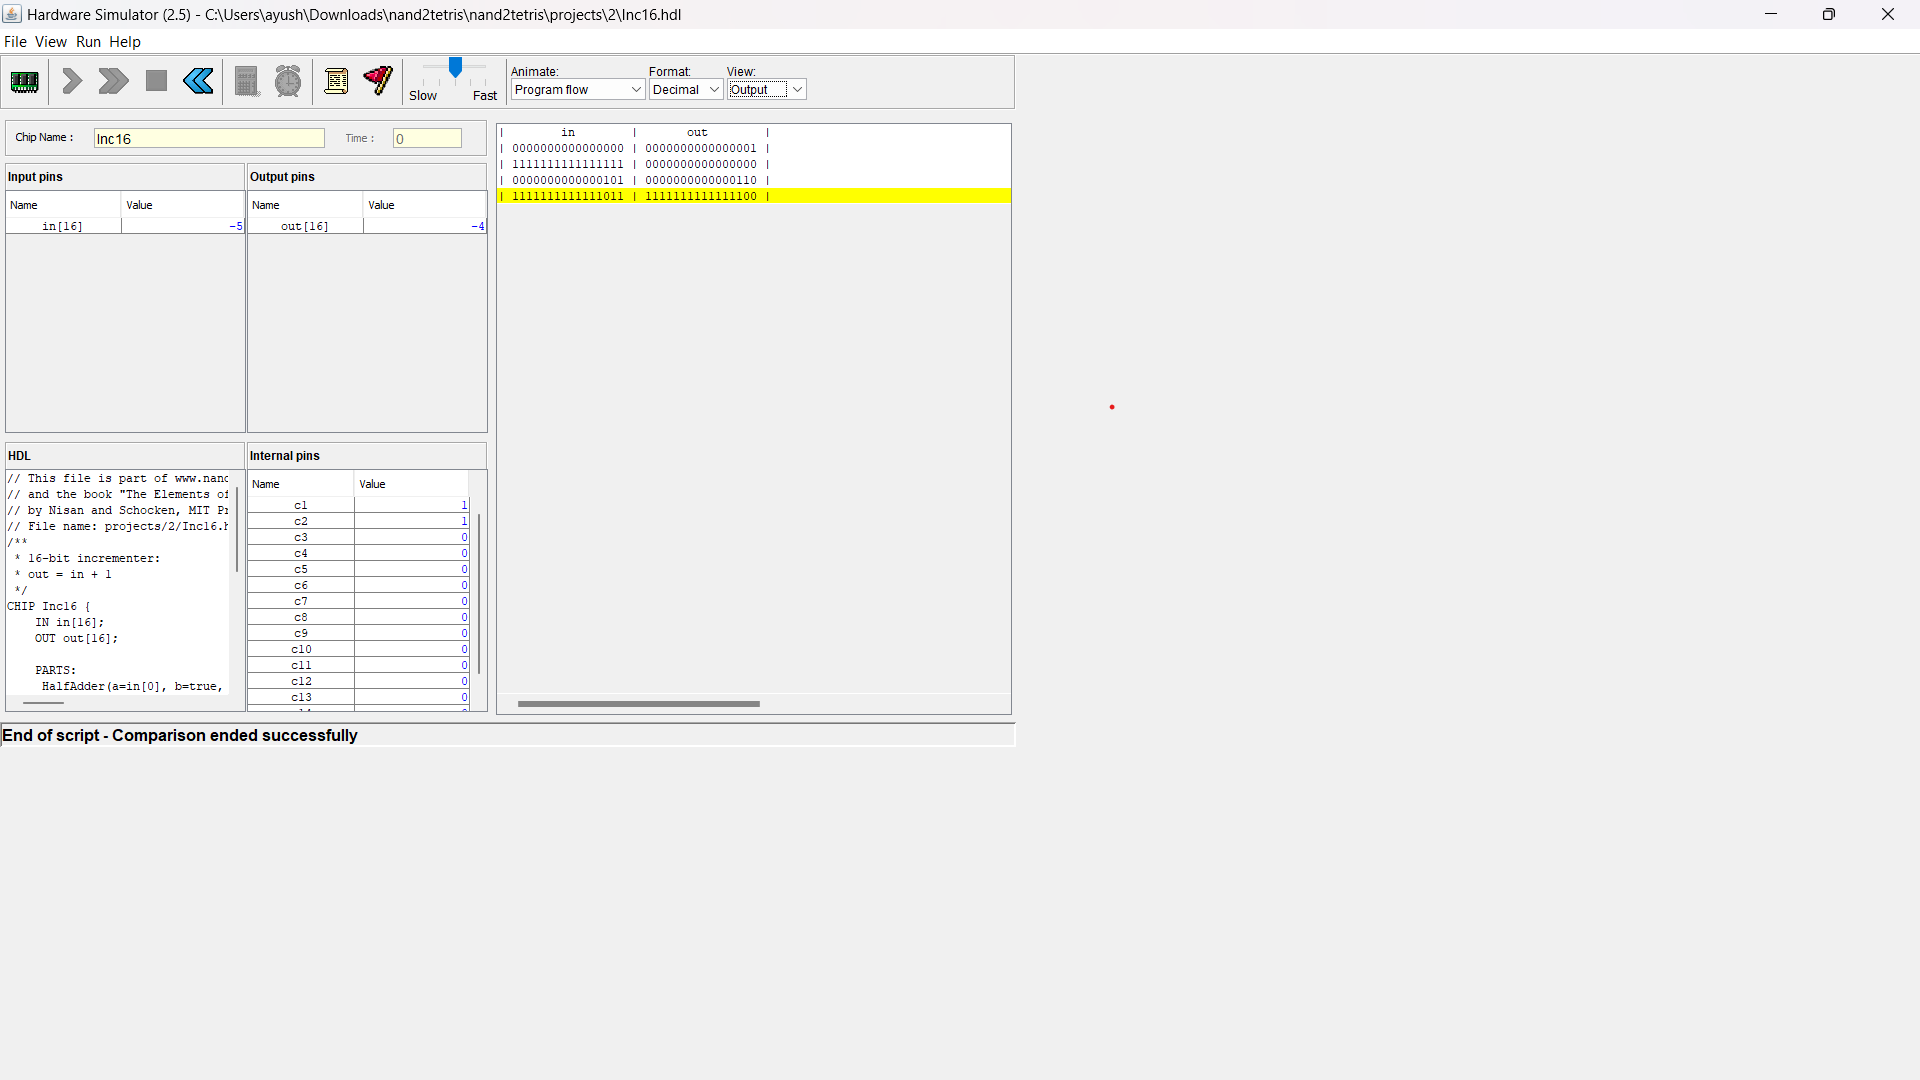 Hardware Simulator (2.5) - C:\Users\ayush\Downloads\nand2tetris\nand2tetris\projects\2\Inc16.hdl
File View Run Help
Animate: Format: View:
Slow Fast Program flow Decimal Output
Chip Name : Inc16 Time : 0
Input pins
Name Value
in[16] -5
Output pins
Name Value
out[16] -4
HDL
// This file is part of www.nand
// and the book "The Elements of
// by Nisan and Schocken, MIT Pr
// File name: projects/2/Inc16.h
/**
* 16-bit incrementer:
* out = in + 1
*/
CHIP Inc16 {
IN in[16];
OUT out[16];
PARTS:
HalfAdder(a=in[0], b=true,
Internal pins
Name Value
c1 1
c2 1
c3 0
c4 0
c5 0
c6 0
c7 0
c8 0
c9 0
c10 0
c11 0
c12 0
c13 0
| in | out |
| 0000000000000000 | 0000000000000001 |
| 1111111111111111 | 0000000000000000 |
| 0000000000000101 | 0000000000000110 |
| 1111111111111011 | 1111111111111100 |
End of script - Comparison ended successfully